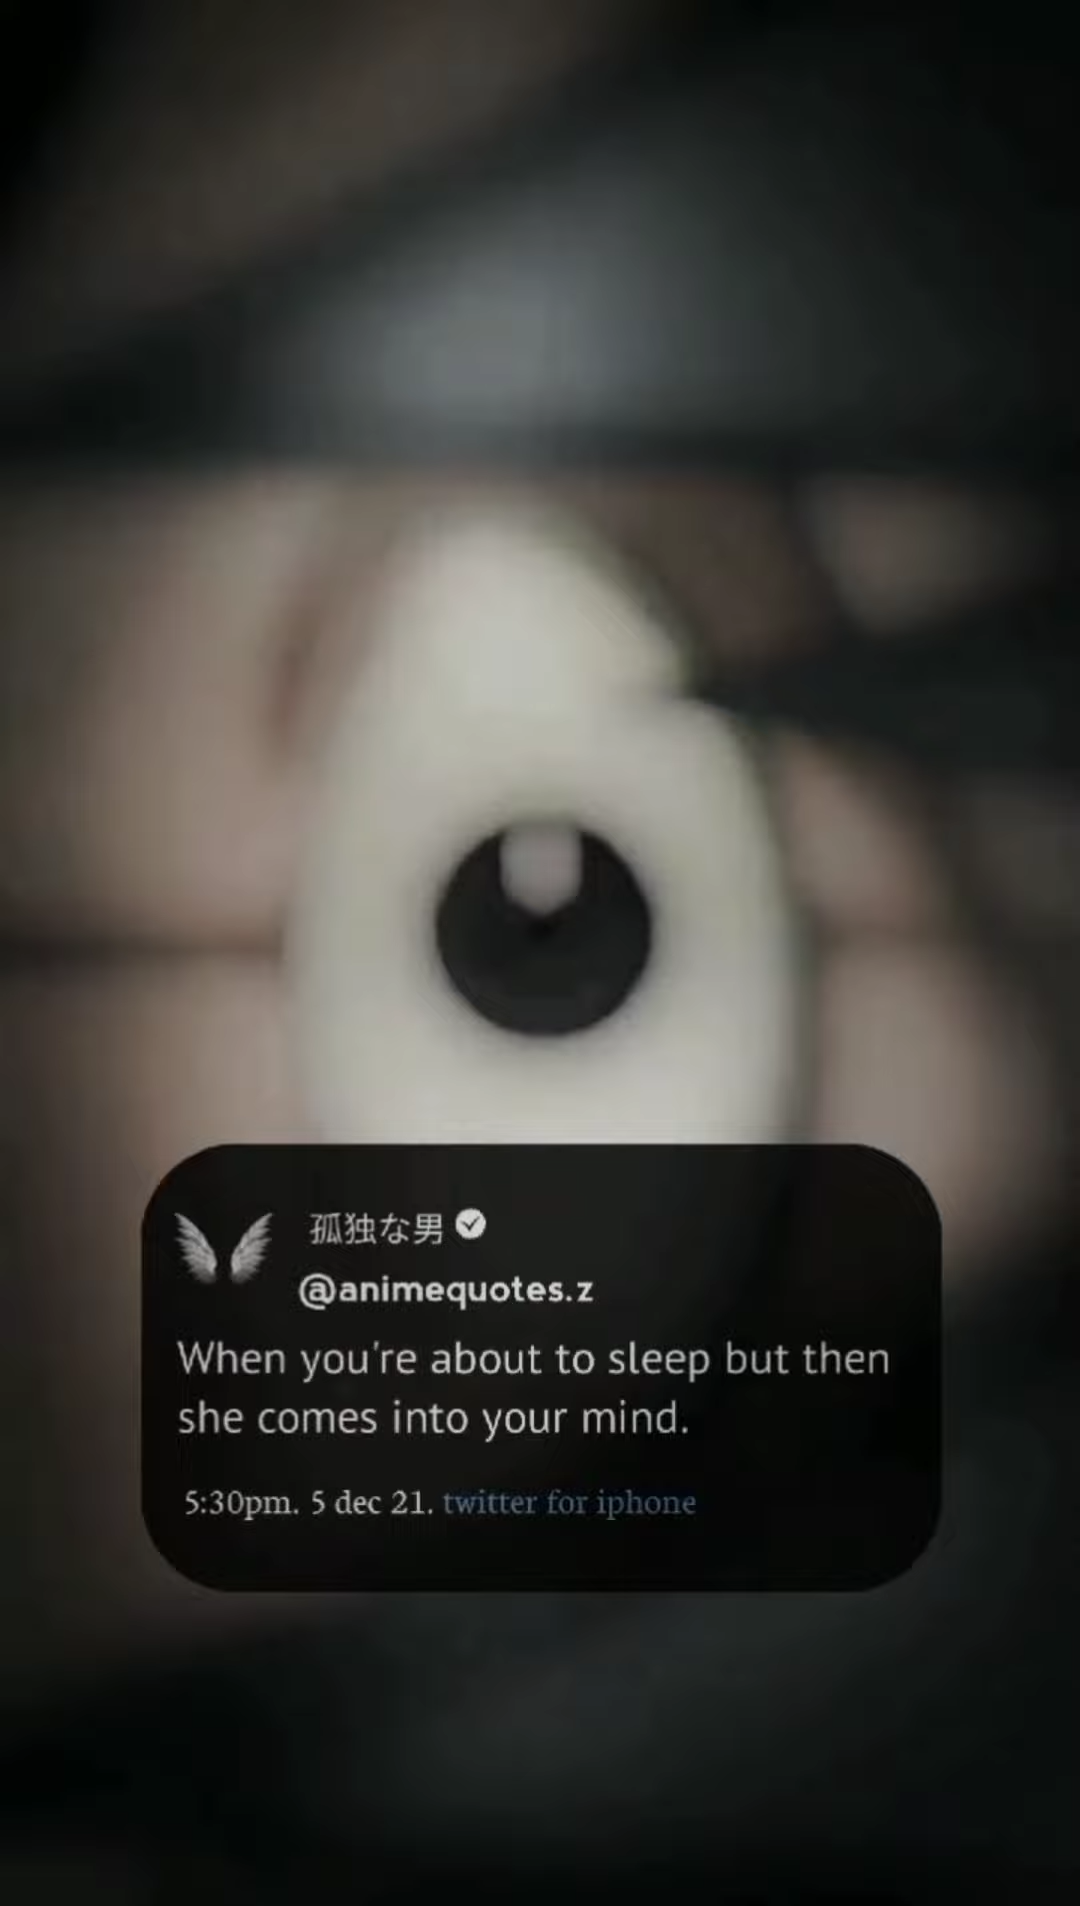 孤独な男
@animequotes.z
When you're about to sleep but then
she comes into your mind.
5:30pm. 5 dec 21. twitter for iphone